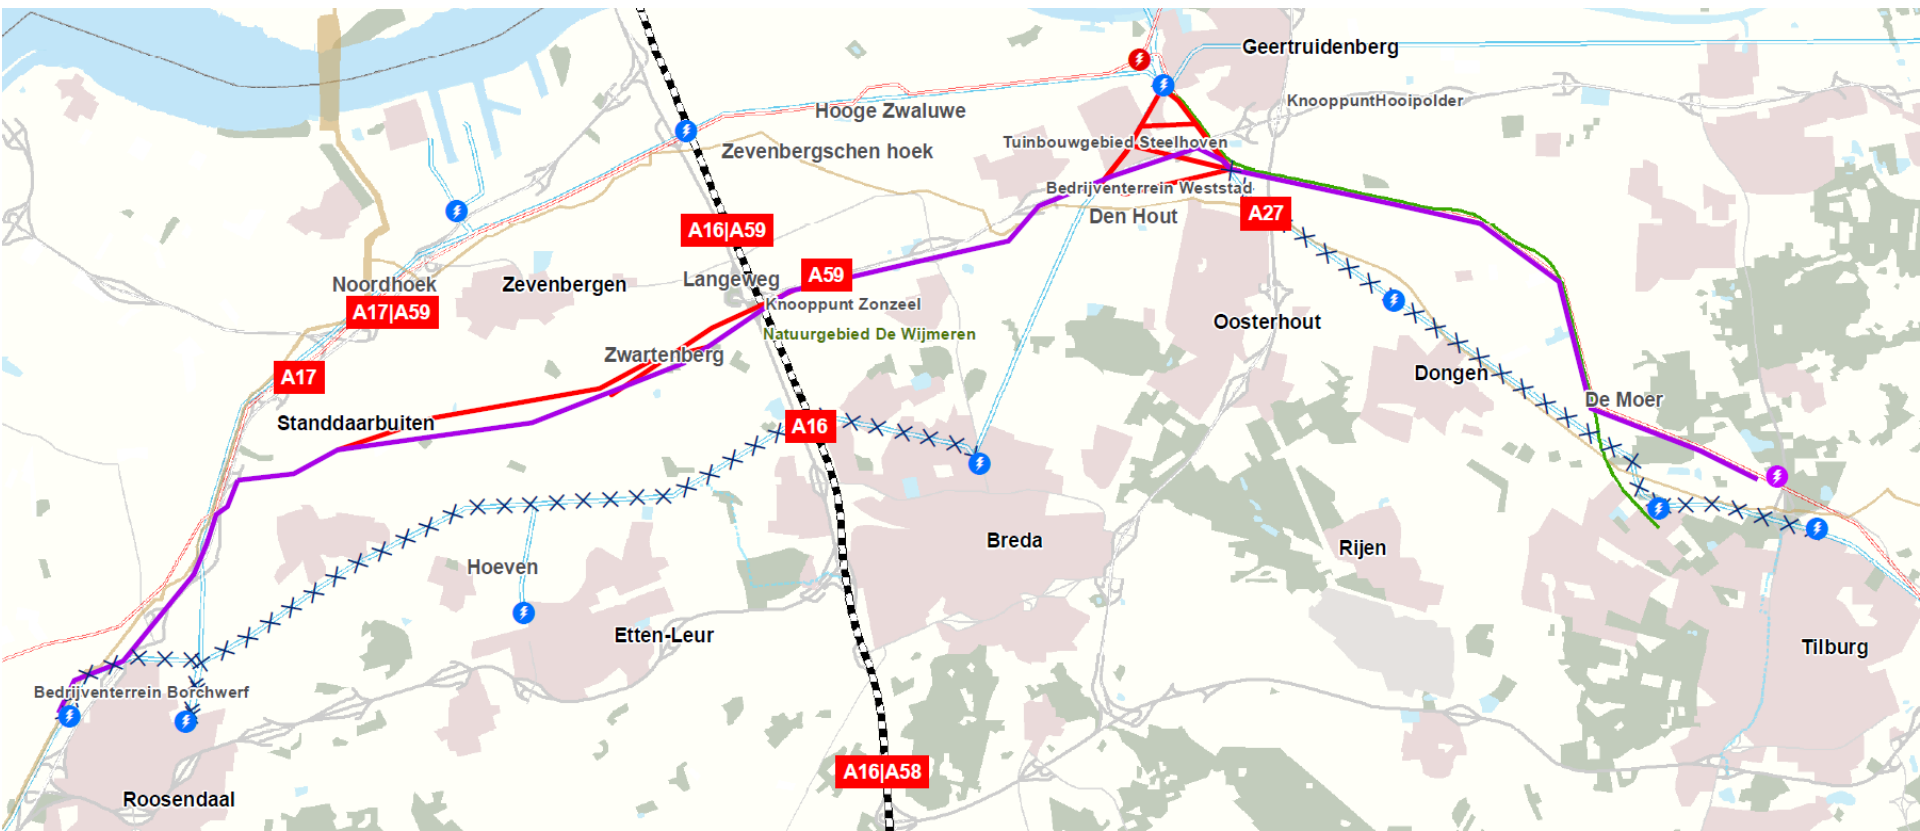 Geertruidenberg
KnooppuntHooipolder
Hooge Zwaluwe
Tuinbouwgebied Steelhoven
Zevenbergschen hoek
Bedrijventerrein Weststad
Den Hout
A27
A16|A59
A59
Noordhoek
Zevenbergen
Langeweg
Knooppunt Zonzeel
A17|A59
Oosterhout
Natuurgebied De Wijmeren
Zwartenberg
A17
Dongen
De Moer
Standdaarbuiten
A16
Breda
Rijen
Hoeven
Etten-Leur
Tilburg
Bedrijventerrein Borchwerf
A16|A58
Roosendaal